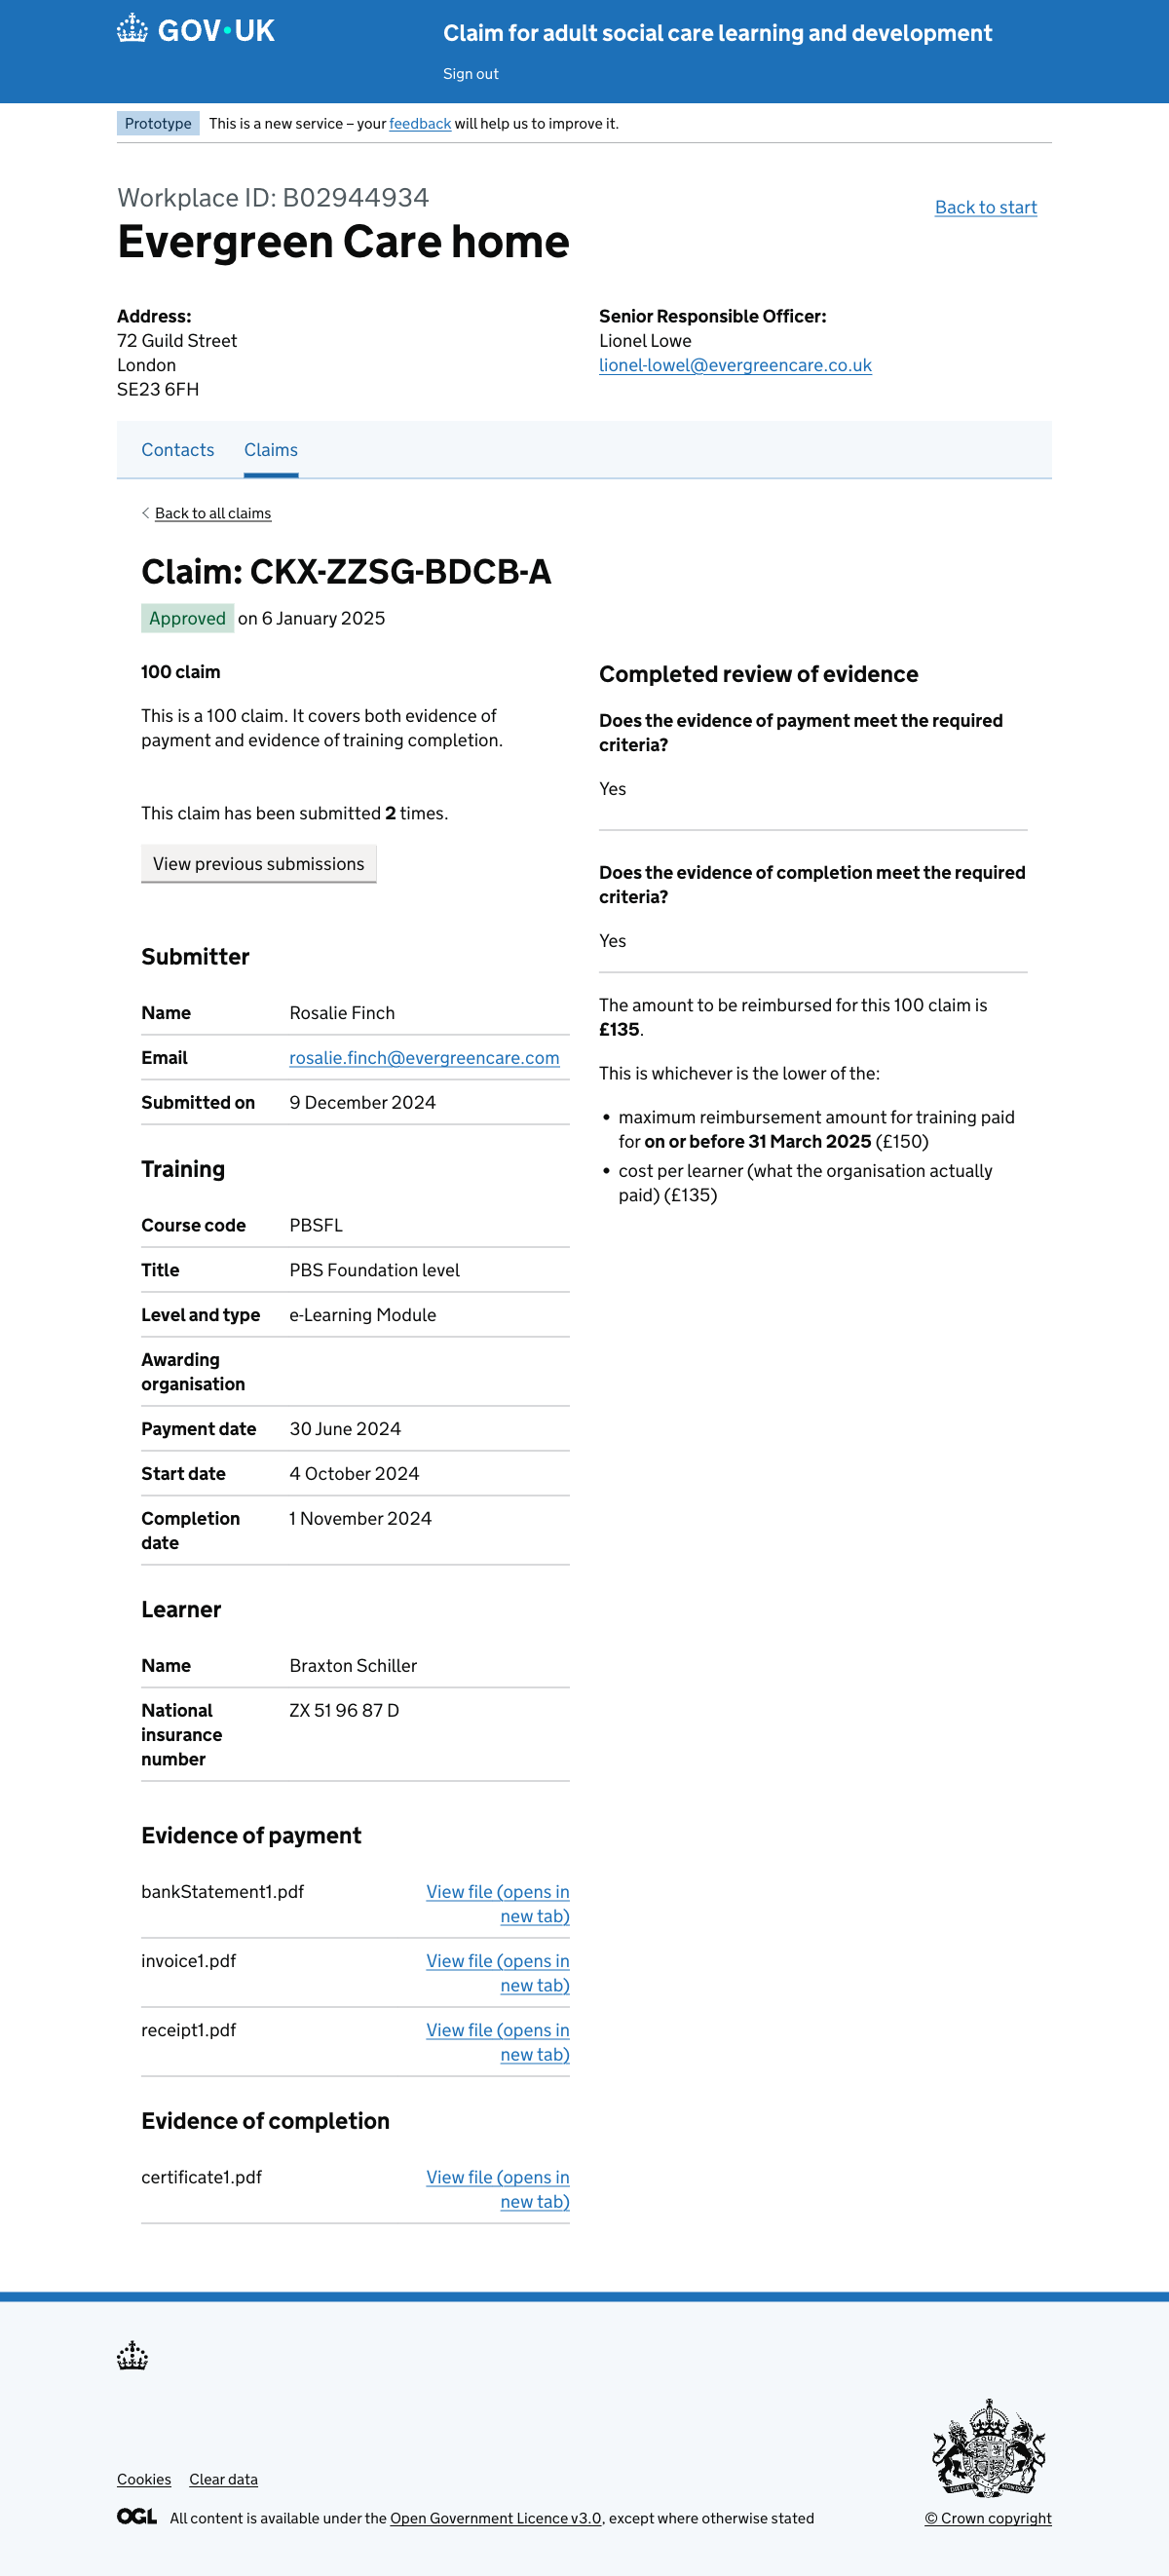 GOV·UK
Claim for adult social care learning and development
Sign out
Prototype This is a new service – your feedback will help us to improve it.
Workplace ID: B02944934
Back to start
Evergreen Care home
Address:
72 Guild Street
London
SE23 6FH
Senior Responsible Officer:
Lionel Lowe
lionel-lowel@evergreencare.co.uk
Contacts Claims
Back to all claims
Claim: CKX-ZZSG-BDCB-A
Approved on 6 January 2025
100 claim
This is a 100 claim. It covers both evidence of
payment and evidence of training completion.
This claim has been submitted 2 times.
View previous submissions
Submitter
Name Rosalie Finch
Email rosalie.finch@evergreencare.com
Submitted on 9 December 2024
Training
Course code PBSFL
Title PBS Foundation level
Level and type e-Learning Module
Awarding
organisation
Payment date 30 June 2024
Start date 4 October 2024
Completion 1 November 2024
date
Learner
Name Braxton Schiller
National ZX 51 96 87 D
insurance
number
Evidence of payment
bankStatement1.pdf View file (opens in
new tab)
invoice1.pdf View file (opens in
new tab)
receipt1.pdf View file (opens in
new tab)
Evidence of completion
certificate1.pdf View file (opens in
new tab)
Completed review of evidence
Does the evidence of payment meet the required
criteria?
Yes
Does the evidence of completion meet the required
criteria?
Yes
The amount to be reimbursed for this 100 claim is
£135.
This is whichever is the lower of the:
• maximum reimbursement amount for training paid
for on or before 31 March 2025 (£150)
• cost per learner (what the organisation actually
paid) (£135)
Cookies Clear data
OGL All content is available under the Open Government Licence v3.0, except where otherwise stated
© Crown copyright